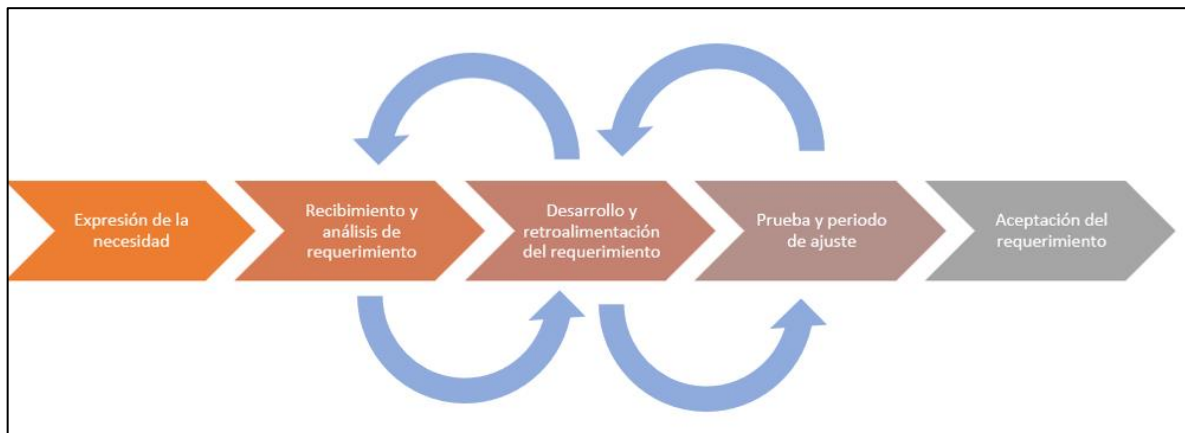 Expresión de la
necesidad
Recibimiento y
análisis de
requerimiento
Desarrollo y
retroalimentación
del requerimiento
Prueba y periodo
de ajuste
Aceptación del
requerimiento